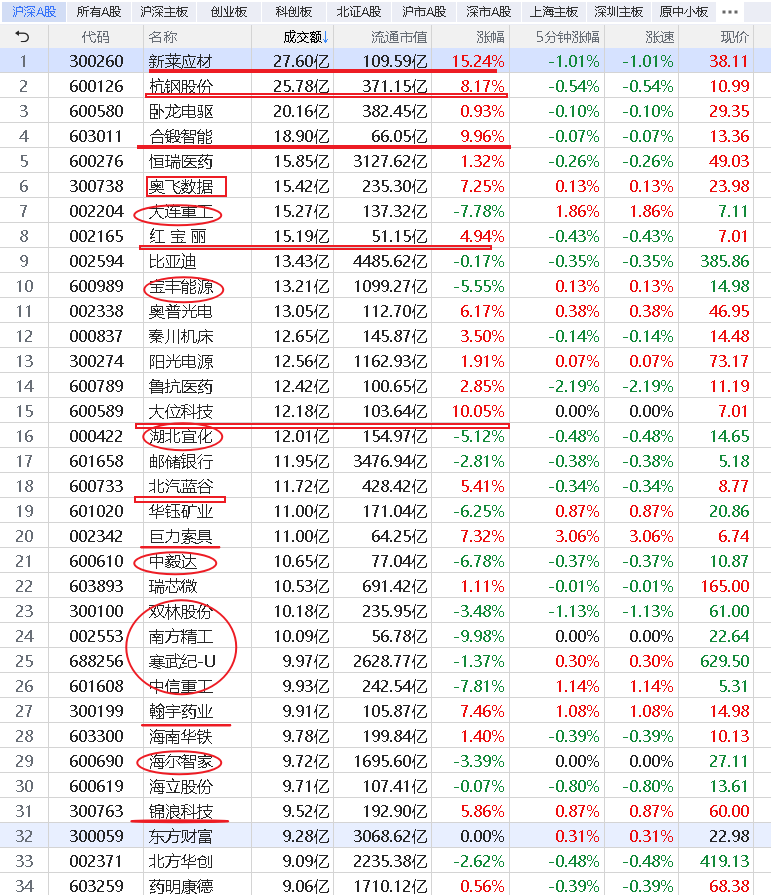 沪深A股 所有A股 沪深主板 创业板 科创板 北证A股 沪市A股 深市A股 上海主板 深圳主板 原中小板 •••
代码 名称 成交额↓ 流通市值 涨幅 5分钟涨幅 涨速 现价
1 300260 新莱应材 27.60亿 109.59亿 15.24% -1.01% -1.01% 38.11
2 600126 杭钢股份 25.78亿 371.15亿 8.17% -0.54% -0.54% 10.99
3 600580 卧龙电驱 20.16亿 382.45亿 0.93% -0.10% -0.10% 29.35
4 603011 合锻智能 18.90亿 66.05亿 9.96% -0.07% -0.07% 13.36
5 600276 恒瑞医药 15.85亿 3127.62亿 1.32% -0.26% -0.26% 49.03
6 300738 奥飞数据 15.42亿 235.30亿 7.25% 0.13% 0.13% 23.98
7 002204 大连重工 15.27亿 137.32亿 -7.78% 1.86% 1.86% 7.11
8 002165 红宝丽 15.19亿 51.15亿 4.94% -0.43% -0.43% 7.01
9 002594 比亚迪 13.43亿 4485.62亿 -0.17% -0.35% -0.35% 385.86
10 600989 宝丰能源 13.21亿 1099.27亿 -5.55% 0.13% 0.13% 14.98
11 002338 奥普光电 13.05亿 112.70亿 6.17% 0.38% 0.38% 46.95
12 000837 秦川机床 12.65亿 145.87亿 3.50% -0.14% -0.14% 14.48
13 300274 阳光电源 12.56亿 1162.93亿 1.91% 0.07% 0.07% 73.17
14 600789 鲁抗医药 12.42亿 100.65亿 2.85% -2.19% -2.19% 11.19
15 600589 大位科技 12.18亿 103.64亿 10.05% 0.00% 0.00% 7.01
16 000422 湖北宜化 12.01亿 154.97亿 -5.12% -0.48% -0.48% 14.65
17 601658 邮储银行 11.95亿 3476.94亿 -2.81% -0.38% -0.38% 5.18
18 600733 北汽蓝谷 11.72亿 428.42亿 5.41% -0.34% -0.34% 8.77
19 601020 华钰矿业 11.00亿 171.04亿 -6.25% 0.87% 0.87% 20.86
20 002342 巨力索具 11.00亿 64.25亿 7.32% 3.06% 3.06% 6.74
21 600610 中毅达 10.65亿 77.04亿 -6.78% -0.37% -0.37% 10.87
22 603893 瑞芯微 10.53亿 691.42亿 1.11% -0.01% -0.01% 165.00
23 300100 双林股份 10.18亿 235.95亿 -3.48% -1.13% -1.13% 61.00
24 002553 南方精工 10.09亿 56.78亿 -9.98% 0.00% 0.00% 22.64
25 688256 寒武纪-U 9.97亿 2628.77亿 -1.37% 0.30% 0.30% 629.50
26 601608 中信重工 9.93亿 242.54亿 -7.81% 1.14% 1.14% 5.31
27 300199 翰宇药业 9.91亿 105.87亿 7.46% 1.08% 1.08% 14.98
28 603300 海南华铁 9.78亿 199.84亿 1.40% -0.39% -0.39% 10.13
29 600690 海尔智家 9.72亿 1695.60亿 -3.39% 0.00% 0.00% 27.11
30 600619 海立股份 9.71亿 107.41亿 -0.07% -0.80% -0.80% 13.61
31 300763 锦浪科技 9.52亿 192.90亿 5.86% 0.87% 0.87% 60.00
32 300059 东方财富 9.28亿 3068.62亿 0.00% 0.31% 0.31% 22.98
33 002371 北方华创 9.09亿 2235.38亿 -2.62% -0.48% -0.48% 419.13
34 603259 药明康德 9.06亿 1710.12亿 0.56% -0.39% -0.39% 68.38